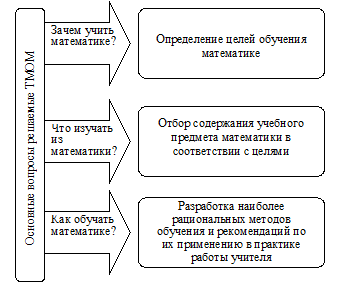 Основные вопросы решаемые ТМОМ
Зачем учить
математике?
Определение целей обучения
математике
Что изучать
из
математики?
Отбор содержания учебного
предмета математики в
соответствии с целями
Как обучать
математике?
Разработка наиболее
рациональных методов
обучения и рекомендаций по
их применению в практике
работы учителя